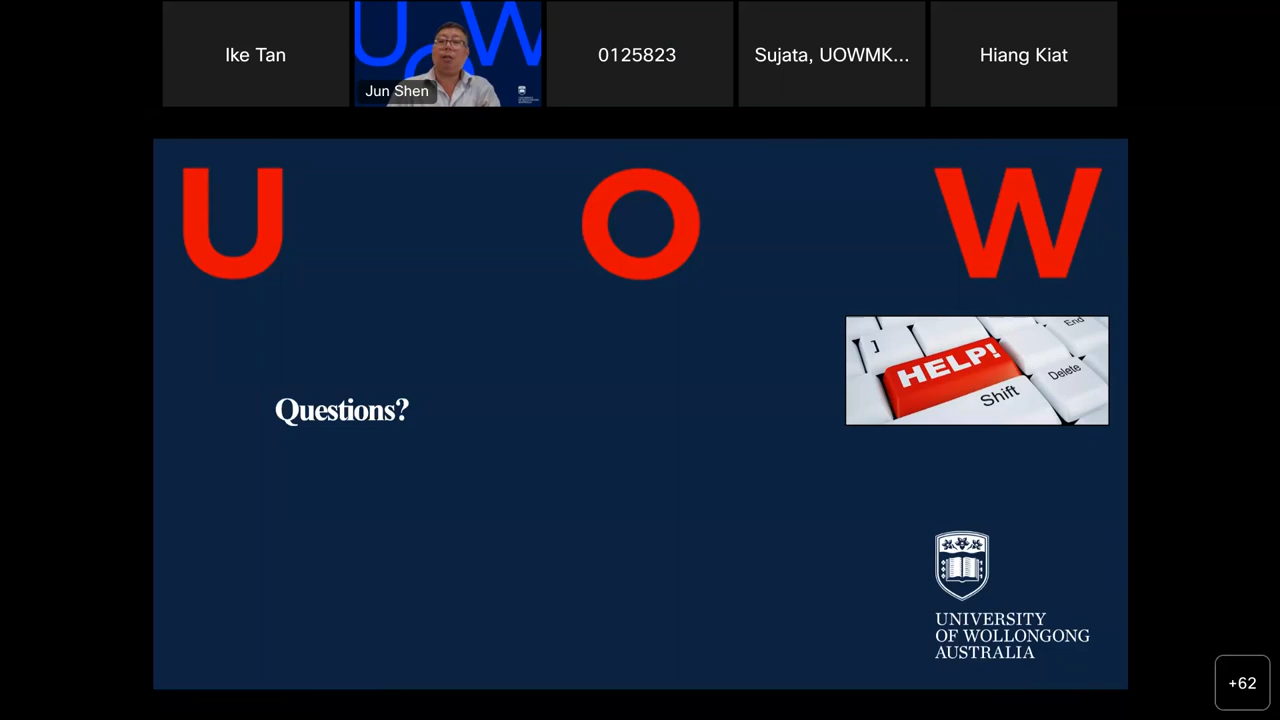 Ike Tan
UOW
Jun Shen
0125823
Sujata, UOWMK...
Hiang Kiat
U O W
]
HELP!
End
Delete
Shift
Questions?
UNIVERSITY
OF WOLLONGONG
AUSTRALIA
+62